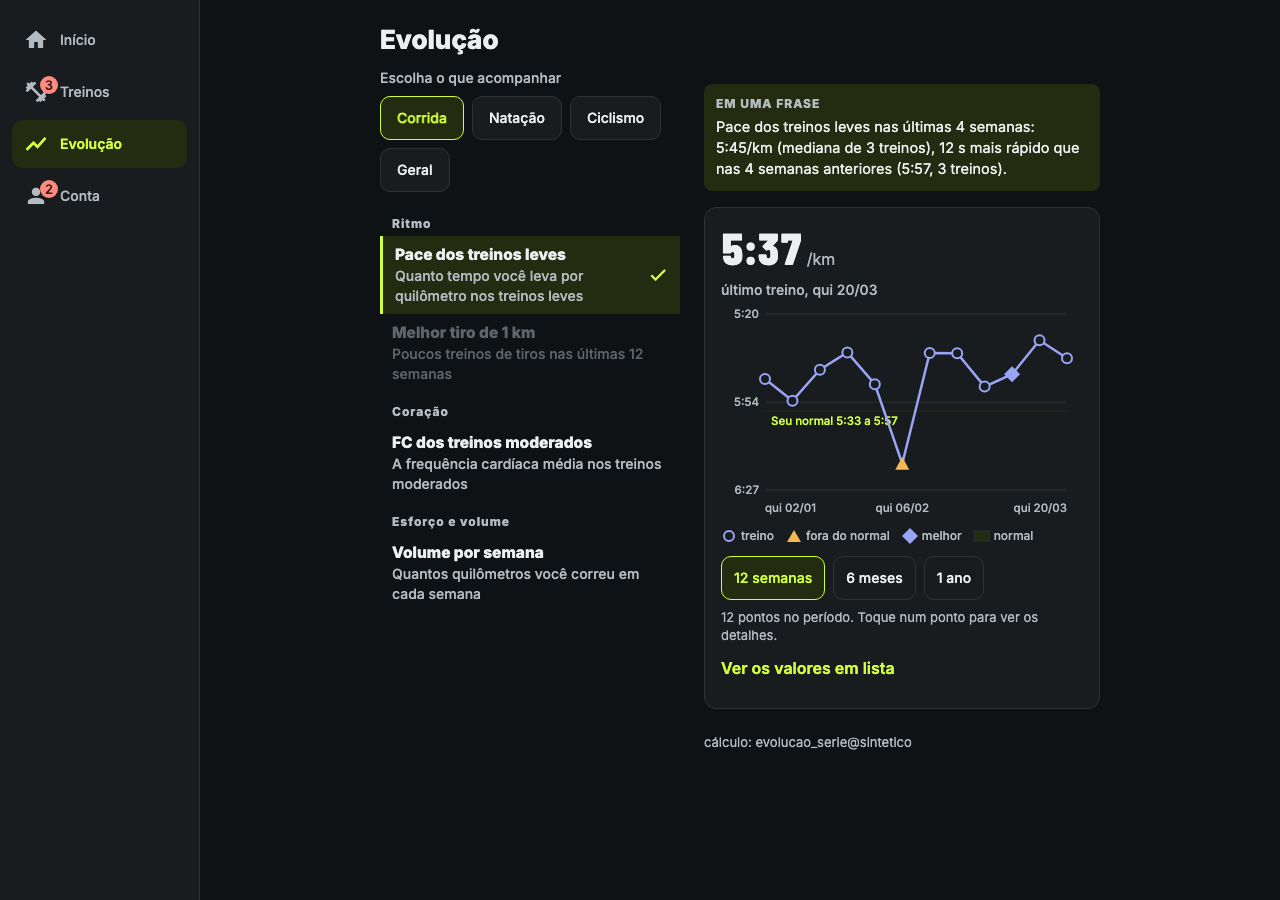 Início
3
Treinos
Evolução
2
Conta
Evolução
Escolha o que acompanhar
Corrida
Natação
Ciclismo
Geral
Ritmo
Pace dos treinos leves
Quanto tempo você leva por
quilômetro nos treinos leves
Melhor tiro de 1 km
Poucos treinos de tiros nas últimas 12
semanas
Coração
FC dos treinos moderados
A frequência cardíaca média nos treinos
moderados
Esforço e volume
Volume por semana
Quantos quilômetros você correu em
cada semana
EM UMA FRASE
Pace dos treinos leves nas últimas 4 semanas:
5:45/km (mediana de 3 treinos), 12 s mais rápido que
nas 4 semanas anteriores (5:57, 3 treinos).
5:37 /km
último treino, qui 20/03
5:20
5:54
Seu normal 5:33 a 5:57
6:27
qui 02/01
qui 06/02
qui 20/03
treino
fora do normal
melhor
normal
12 semanas
6 meses
1 ano
12 pontos no período. Toque num ponto para ver os
detalhes.
Ver os valores em lista
cálculo: evolucao_serie@sintetico